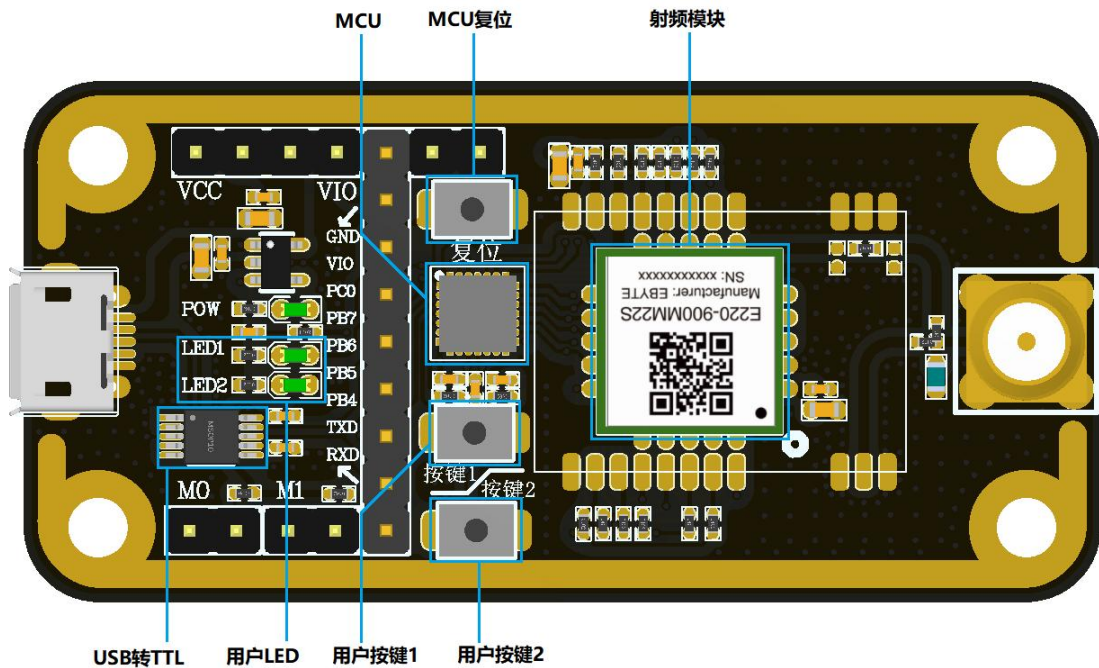 MCU
MCU复位
射频模块
VCC
VIO
GND
VIO
PC0
PB7
PB6
PB5
PB4
TXD
RXD
复位
POW
LED1
LED2
M0
M1
按键1
按键2
E220-900MM22S
Manufacturer: EBYTE
SN: xxxxxxxxxxxx
USB转TTL
用户LED
用户按键1
用户按键2